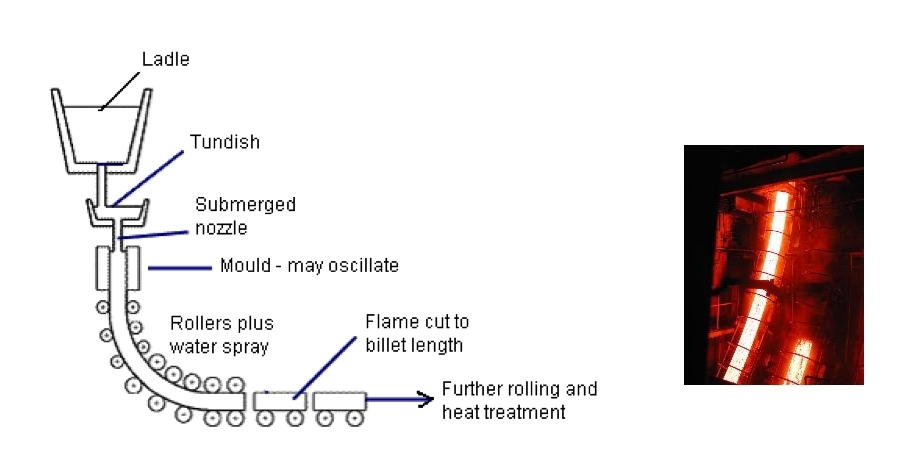 Ladle
Tundish
Submerged
nozzle
Mould - may oscillate
Rollers plus
water spray
Flame cut to
billet length
Further rolling and
heat treatment